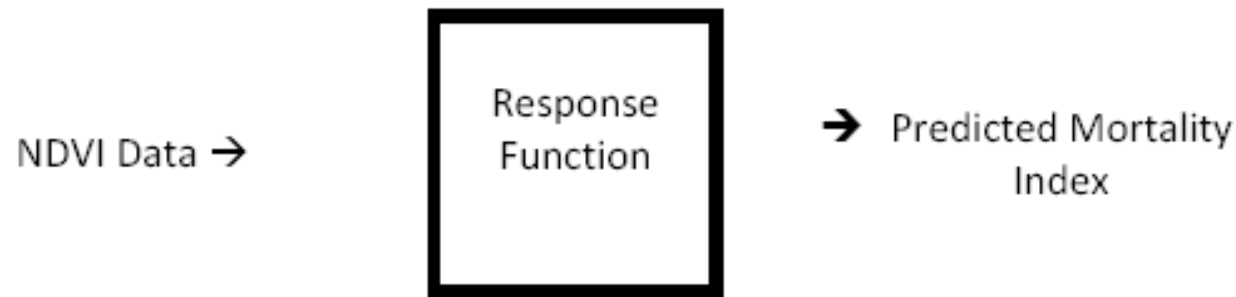 NDVI Data →
Response
Function
→ Predicted Mortality
Index